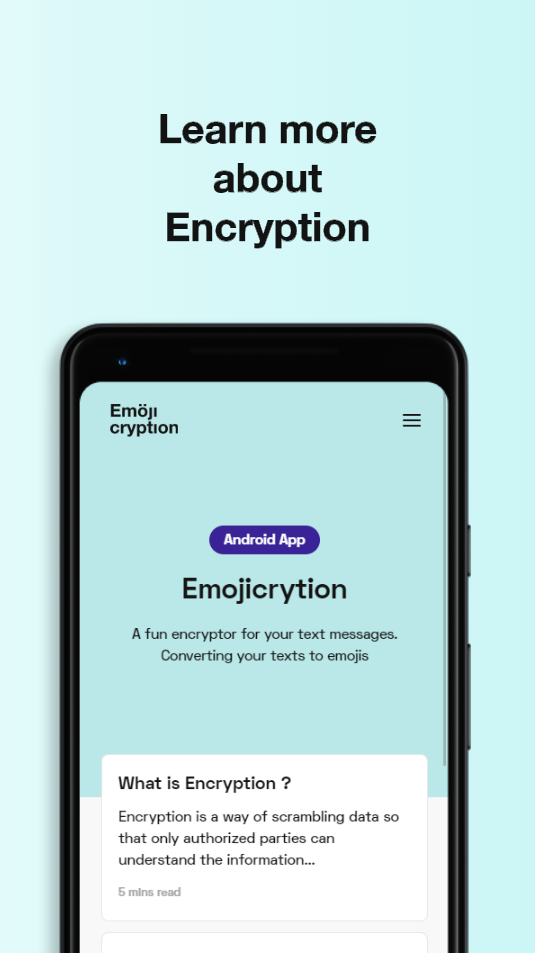 Learn more
about
Encryption
Emöjı
cryptıon
Android App
Emojicrytion
A fun encryptor for your text messages.
Converting your texts to emojis
What is Encryption ?
Encryption is a way of scrambling data so
that only authorized parties can
understand the information...
5 mins read